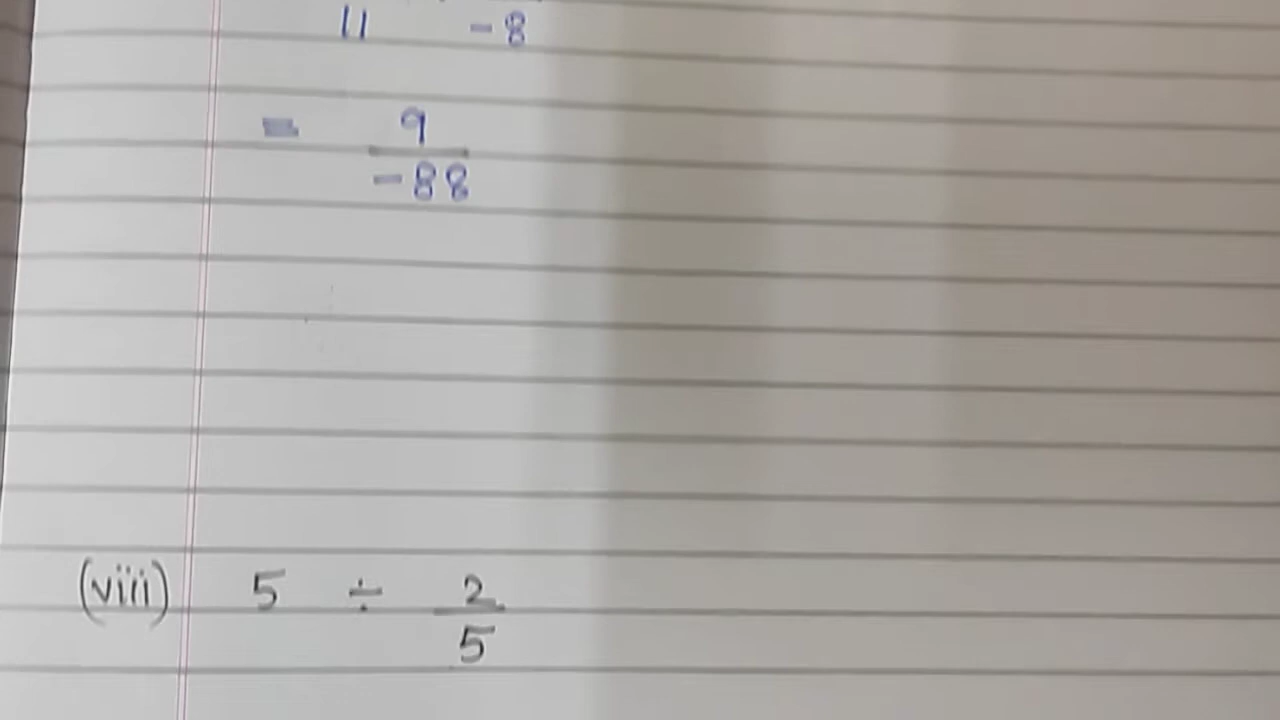 11 -8
= 9
-88
(viii) 5 ÷ 2
5